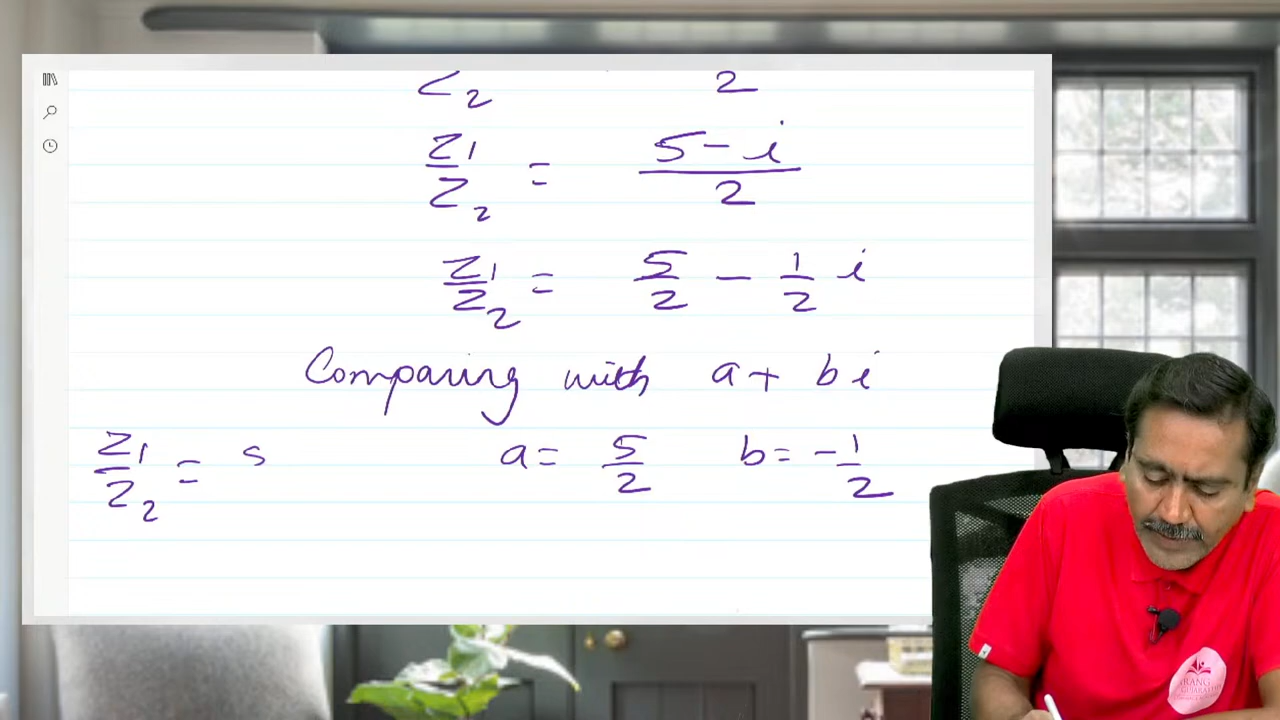 Z₂ 2
Z₁/Z₂ = (5 - i)/2
Z₁/Z₂ = 5/2 - 1/2 i
Comparing with a + bi
Z₁/Z₂ = 5 a = 5/2 b = -1/2